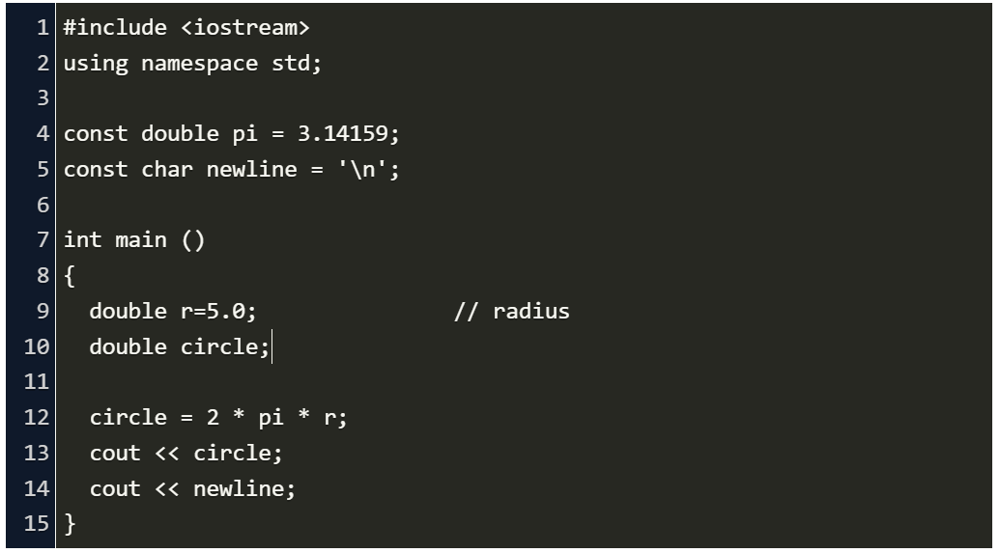 1 #include <iostream>
2 using namespace std;
3
4 const double pi = 3.14159;
5 const char newline = '\n';
6
7 int main ()
8 {
9   double r=5.0;               // radius
10   double circle;
11
12   circle = 2 * pi * r;
13   cout << circle;
14   cout << newline;
15 }